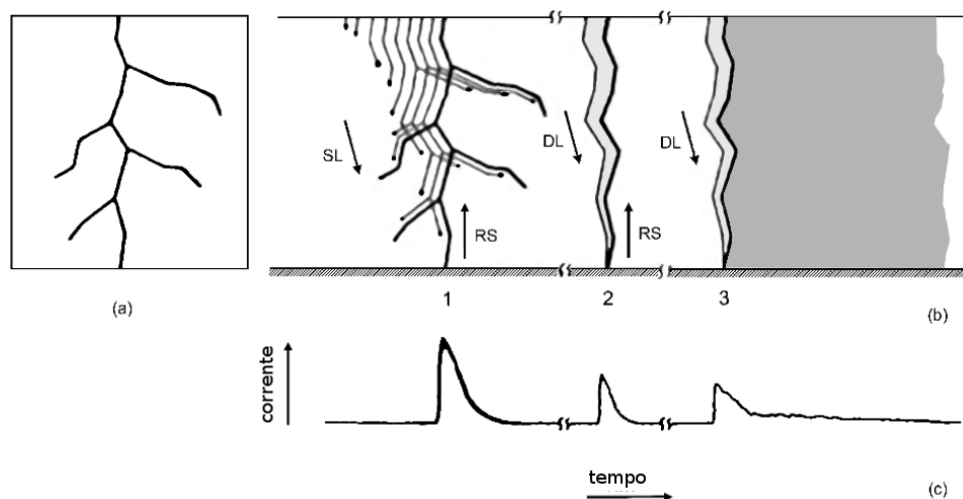 SL
DL
DL
RS
RS
1
2
3
(a)
(b)
corrente
tempo
(c)